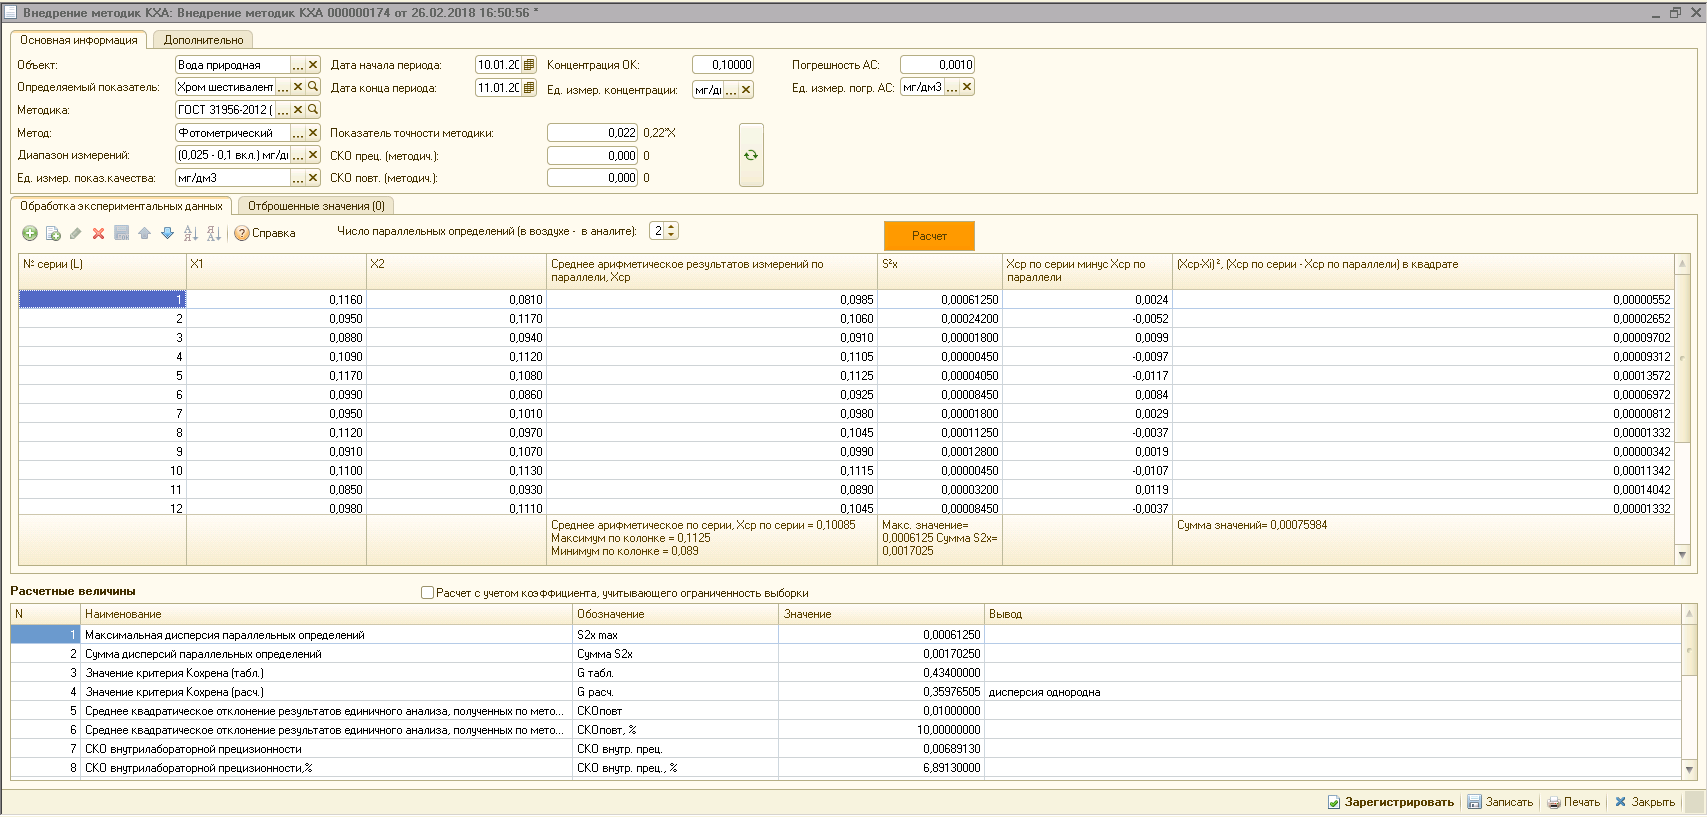 Внедрение методик КХА: Внедрение методик КХА 000000174 от 26.02.2018 16:50:56 *
Основная информация Дополнительно
Объект: Вода природная ... Дата начала периода: 10.01.20 Концентрация ОК: 0,10000 Погрешность АС: 0,0010
Определяемый показатель: Хром шестивалент ... Дата конца периода: 11.01.20 Ед. измер. концентрации: мг/д ... Ед. измер. погр. АС: мг/дм3 ...
Методика: ГОСТ 31956-2012 ( ...
Метод: Фотометрический ... Показатель точности методики: 0,022 0,22*X
Диапазон измерений: (0,025 - 0,1 вкл.) мг/д ... СКО прец. (методич.): 0,000 0
Ед. измер. показ.качества: мг/дм3 ... СКО повт. (методич.): 0,000 0
Обработка экспериментальных данных Отброшенные значения (0)
Справка Число параллельных определений (в воздухе - в аналите): 2 Расчет
№ серии (L) X1 X2 Среднее арифметическое результатов измерений по параллели, Xср S²x Xср по серии минус Xср по параллели (Xср-Xi)², (Xср по серии - Xср по параллели) в квадрате
1 0,1160 0,0810 0,0985 0,00061250 0,0024 0,00000552
2 0,0950 0,1170 0,1060 0,00024200 -0,0052 0,00002652
3 0,0880 0,0940 0,0910 0,00001800 0,0099 0,00009702
4 0,1090 0,1120 0,1105 0,00000450 -0,0097 0,00009312
5 0,1170 0,1080 0,1125 0,00004050 -0,0117 0,00013572
6 0,0990 0,0860 0,0925 0,00008450 0,0084 0,00006972
7 0,0950 0,1010 0,0980 0,00001800 0,0029 0,00000812
8 0,1120 0,0970 0,1045 0,00011250 -0,0037 0,00001332
9 0,0910 0,1070 0,0990 0,00012800 0,0019 0,00000342
10 0,1100 0,1130 0,1115 0,00000450 -0,0107 0,00011342
11 0,0850 0,0930 0,0890 0,00003200 0,0119 0,00014042
12 0,0980 0,1110 0,1045 0,00008450 -0,0037 0,00001332
Среднее арифметическое по серии, Xср по серии = 0,10085 Макс. значение= Сумма значений= 0,00075984
Максимум по колонке = 0,1125 0,0006125 Сумма S2x=
Минимум по колонке = 0,089 0,0017025
Расчетные величины Расчет с учетом коэффициента, учитывающего ограниченность выборки
N Наименование Обозначение Значение Вывод
1 Максимальная дисперсия параллельных определений S2x max 0,00061250
2 Сумма дисперсий параллельных определений Сумма S2x 0,00170250
3 Значение критерия Кохрена (табл.) G табл. 0,43400000
4 Значение критерия Кохрена (расч.) G расч. 0,35976505 дисперсия однородна
5 Среднее квадратическое отклонение результатов единичного анализа, полученных по мето... СКОповт 0,01000000
6 Среднее квадратическое отклонение результатов единичного анализа, полученных по мето... СКОповт, % 10,00000000
7 СКО внутрилабораторной прецизионности СКО внутр. прец. 0,00689130
8 СКО внутрилабораторной прецизионности,% СКО внутр. прец., % 6,89130000
Зарегистрировать Записать Печать Закрыть